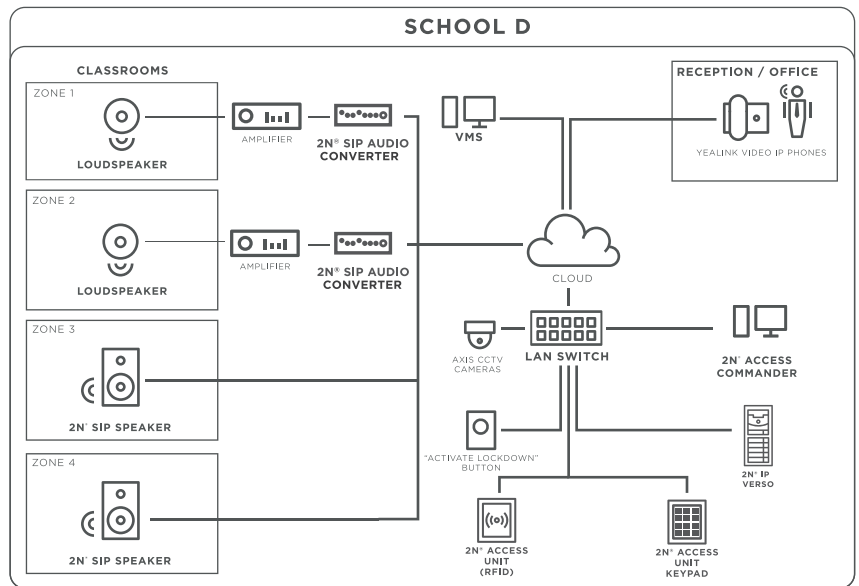 SCHOOL D
CLASSROOMS
ZONE 1
LOUDSPEAKER
AMPLIFIER
2N® SIP AUDIO
CONVERTER
VMS
RECEPTION / OFFICE
YEALINK VIDEO IP PHONES
ZONE 2
LOUDSPEAKER
AMPLIFIER
2N® SIP AUDIO
CONVERTER
CLOUD
ZONE 3
2N® SIP SPEAKER
AXIS CCTV
CAMERAS
LAN SWITCH
2N® ACCESS
COMMANDER
"ACTIVATE LOCKDOWN"
BUTTON
2N® IP
VERSO
ZONE 4
2N® SIP SPEAKER
2N® ACCESS
UNIT
(RFID)
2N® ACCESS
UNIT
KEYPAD